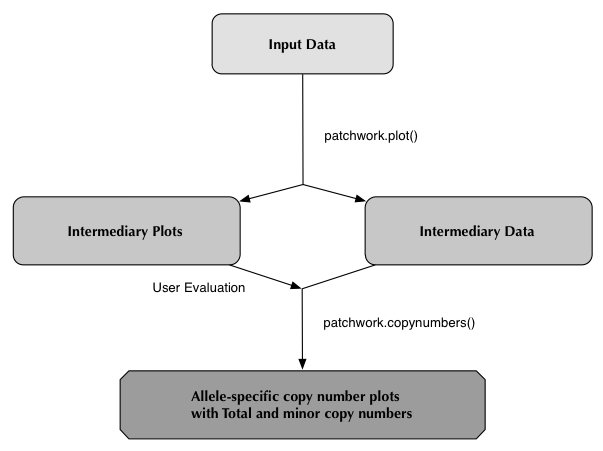 Input Data
patchwork.plot()
Intermediary Plots
Intermediary Data
User Evaluation
patchwork.copynumbers()
Allele-specific copy number plots
with Total and minor copy numbers